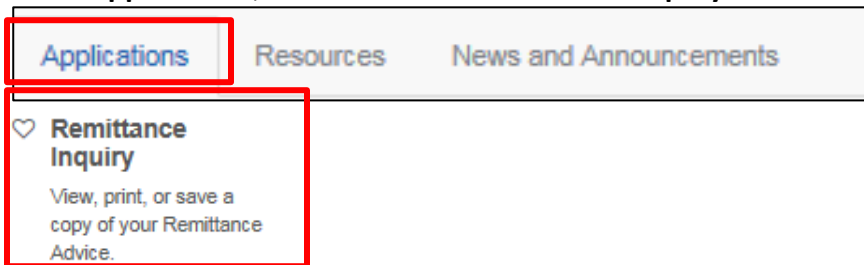 Applications Resources News and Announcements
Remittance
Inquiry
View, print, or save a
copy of your Remittance
Advice.